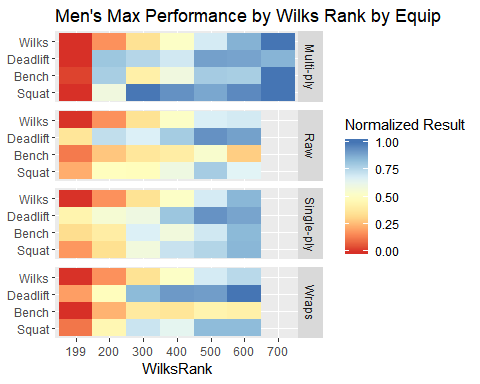 Men's Max Performance by Wilks Rank by Equip
Wilks
Deadlift
Bench
Squat
Multi-ply
Wilks
Deadlift
Bench
Squat
Raw
Wilks
Deadlift
Bench
Squat
Single-ply
Wilks
Deadlift
Bench
Squat
Wraps
199 200 300 400 500 600 700
WilksRank
Normalized Result
1.00
0.75
0.50
0.25
0.00